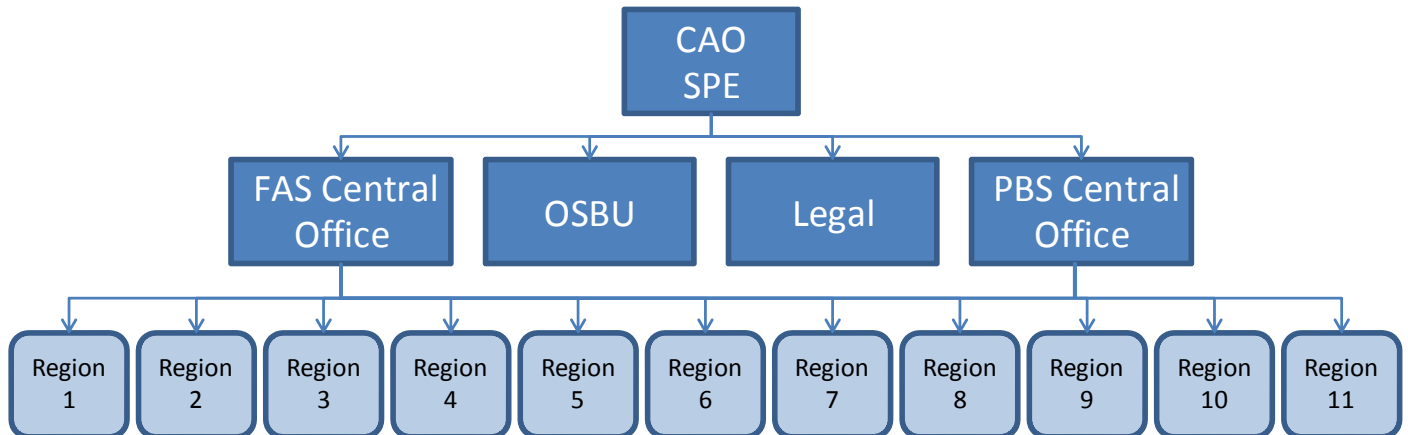 CAO
SPE
FAS Central
Office
OSBU
Legal
PBS Central
Office
Region
1
Region
2
Region
3
Region
4
Region
5
Region
6
Region
7
Region
8
Region
9
Region
10
Region
11